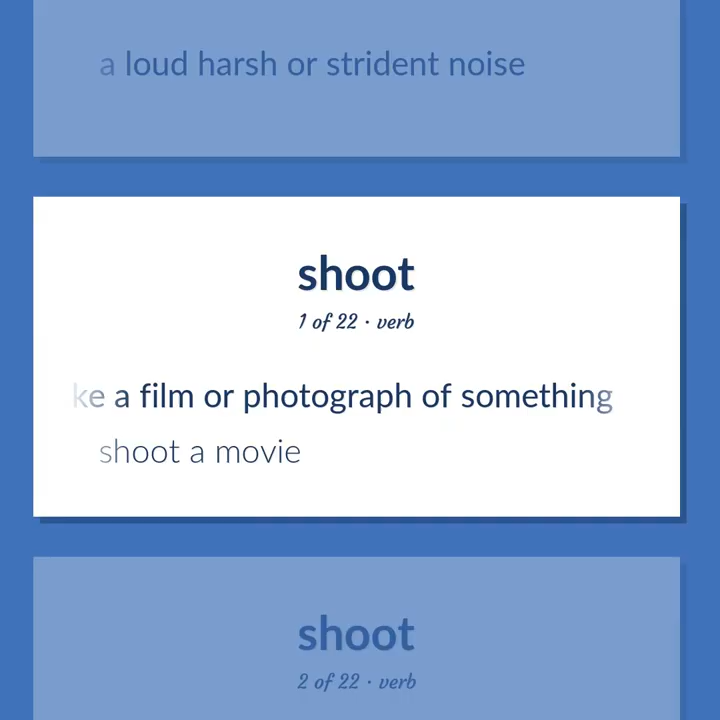 a loud harsh or strident noise
shoot
1 of 22 · verb
ke a film or photograph of something
shoot a movie
shoot
2 of 22 · verb